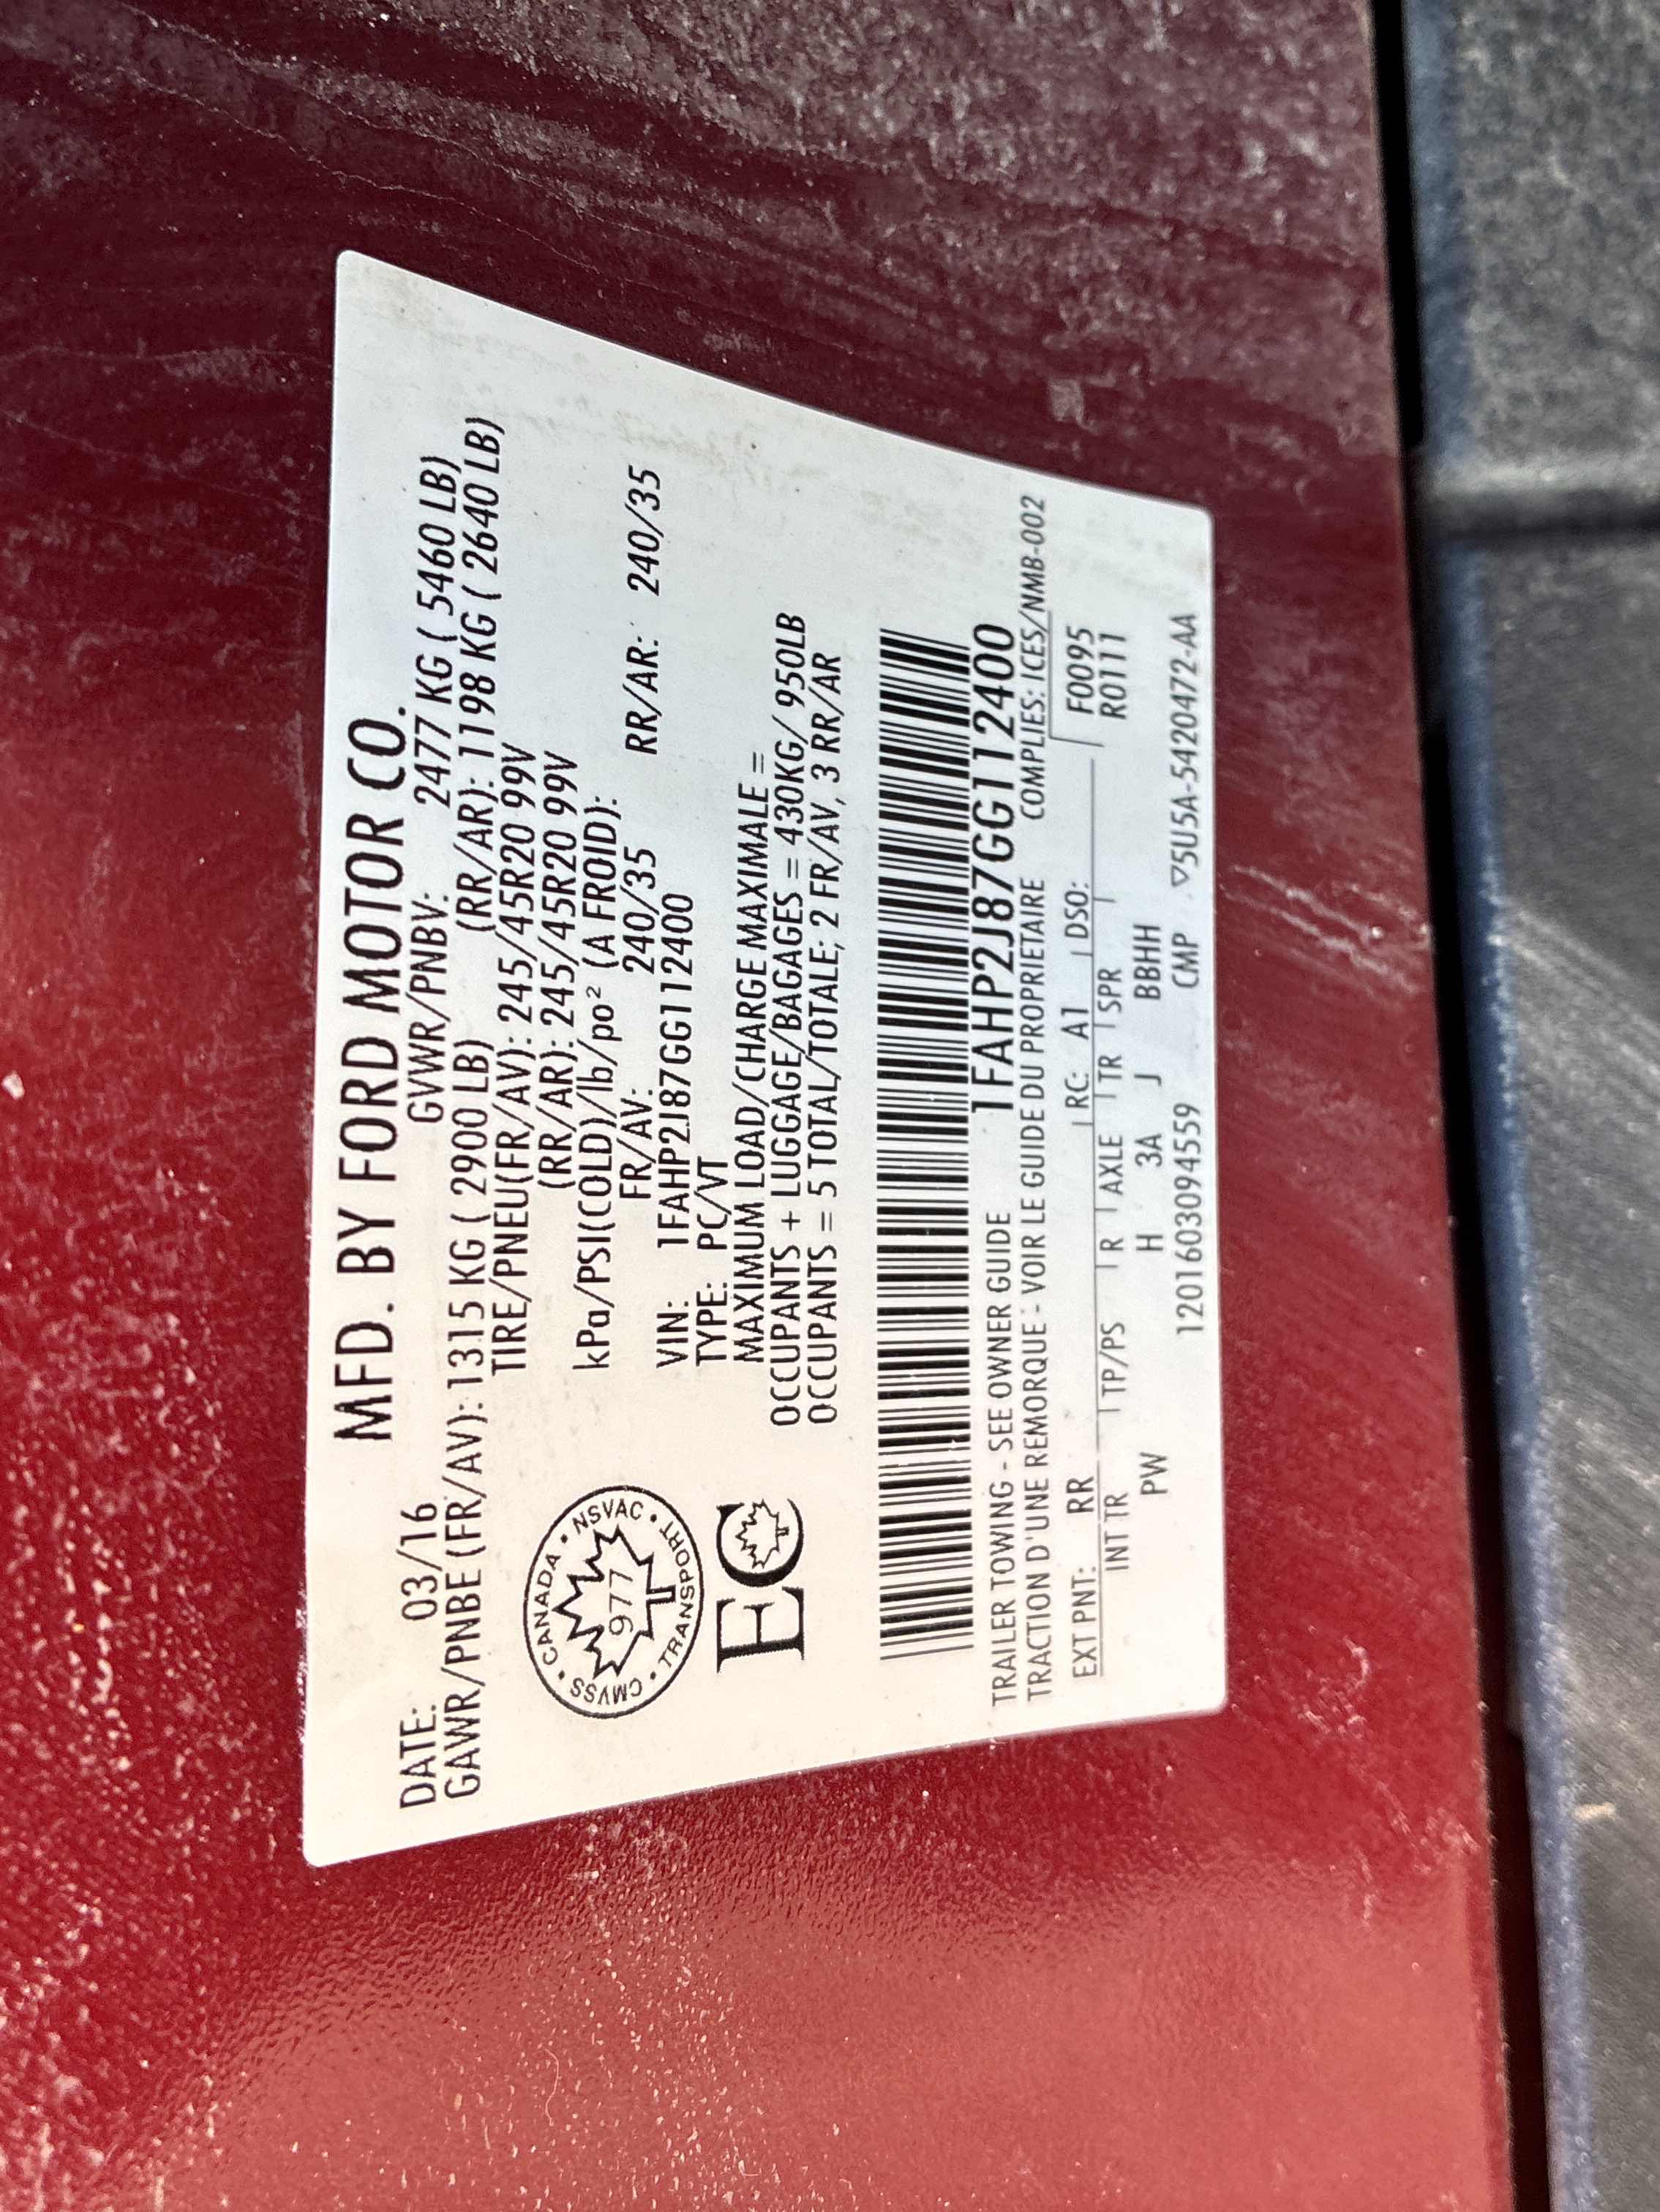 MFD. BY FORD MOTOR CO.
DATE: 03/16 GVWR/PNBV: 2477 KG ( 5460 LB)
GAWR/PNBE (FR/AV): 1315 KG ( 2900 LB) (RR/AR): 1198 KG ( 2640 LB)
TIRE/PNEU(FR/AV): 245/45R20 99V
(RR/AR): 245/45R20 99V
kPa/PSI(COLD)/lb/po² (A FROID):
FR/AV: 240/35 RR/AR: 240/35
VIN: 1FAHP2J87GG112400
TYPE: PC/VT
MAXIMUM LOAD/CHARGE MAXIMALE =
OCCUPANTS + LUGGAGE/BAGAGES = 430KG/ 950LB
OCCUPANTS = 5 TOTAL/TOTALE; 2 FR/AV, 3 RR/AR
CMVSS • CANADA • NSVAC • TRANSPORT •
977
EC
1FAHP2J87GG112400
TRAILER TOWING - SEE OWNER GUIDE
TRACTION D'UNE REMORQUE - VOIR LE GUIDE DU PROPRIETAIRE COMPLIES: ICES/NMB-002
EXT PNT: RR RC: A1 DSO: F0095
INT TR TP/PS R AXLE TR SPR R0111
PW H 3A J BBHH
1201603094559 CMP ▽5U5A-5420472-AA